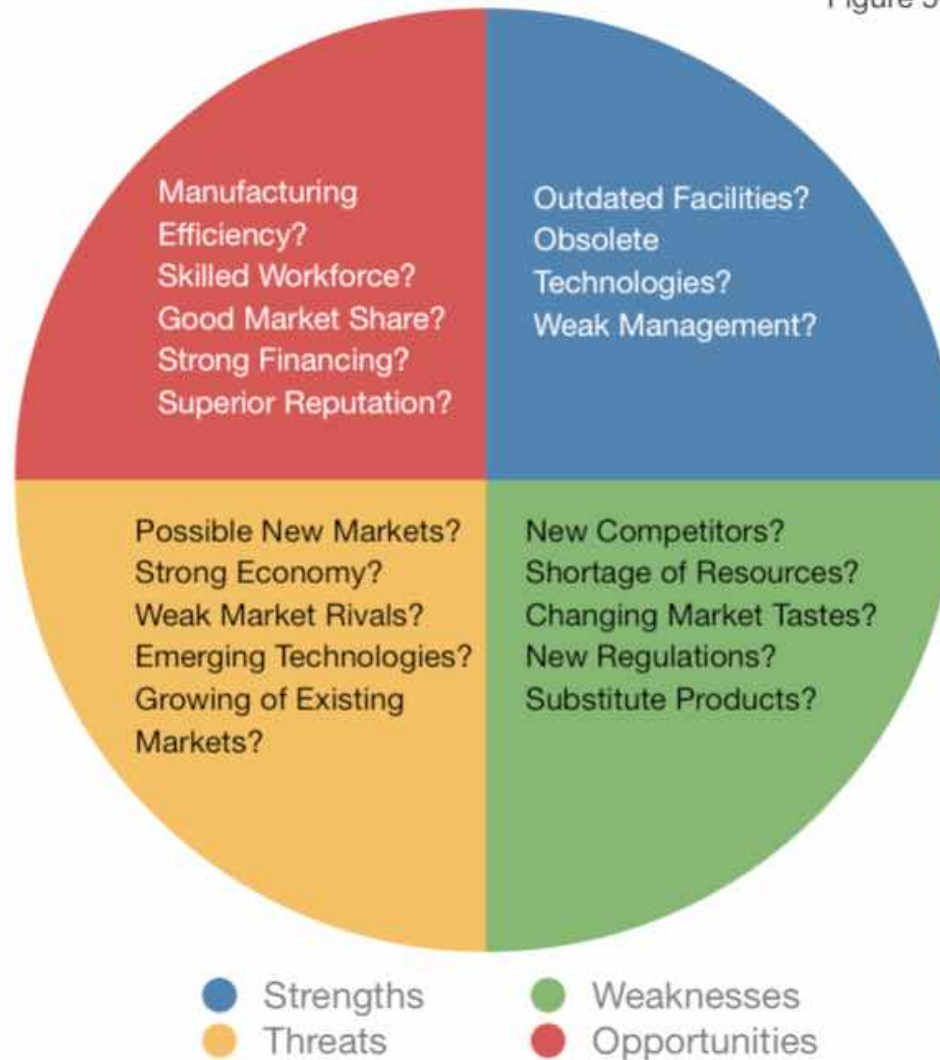 Figure 5
Manufacturing
Efficiency?
Skilled Workforce?
Good Market Share?
Strong Financing?
Superior Reputation?
Outdated Facilities?
Obsolete
Technologies?
Weak Management?
Possible New Markets?
Strong Economy?
Weak Market Rivals?
Emerging Technologies?
Growing of Existing
Markets?
New Competitors?
Shortage of Resources?
Changing Market Tastes?
New Regulations?
Substitute Products?
Strengths
Weaknesses
Threats
Opportunities